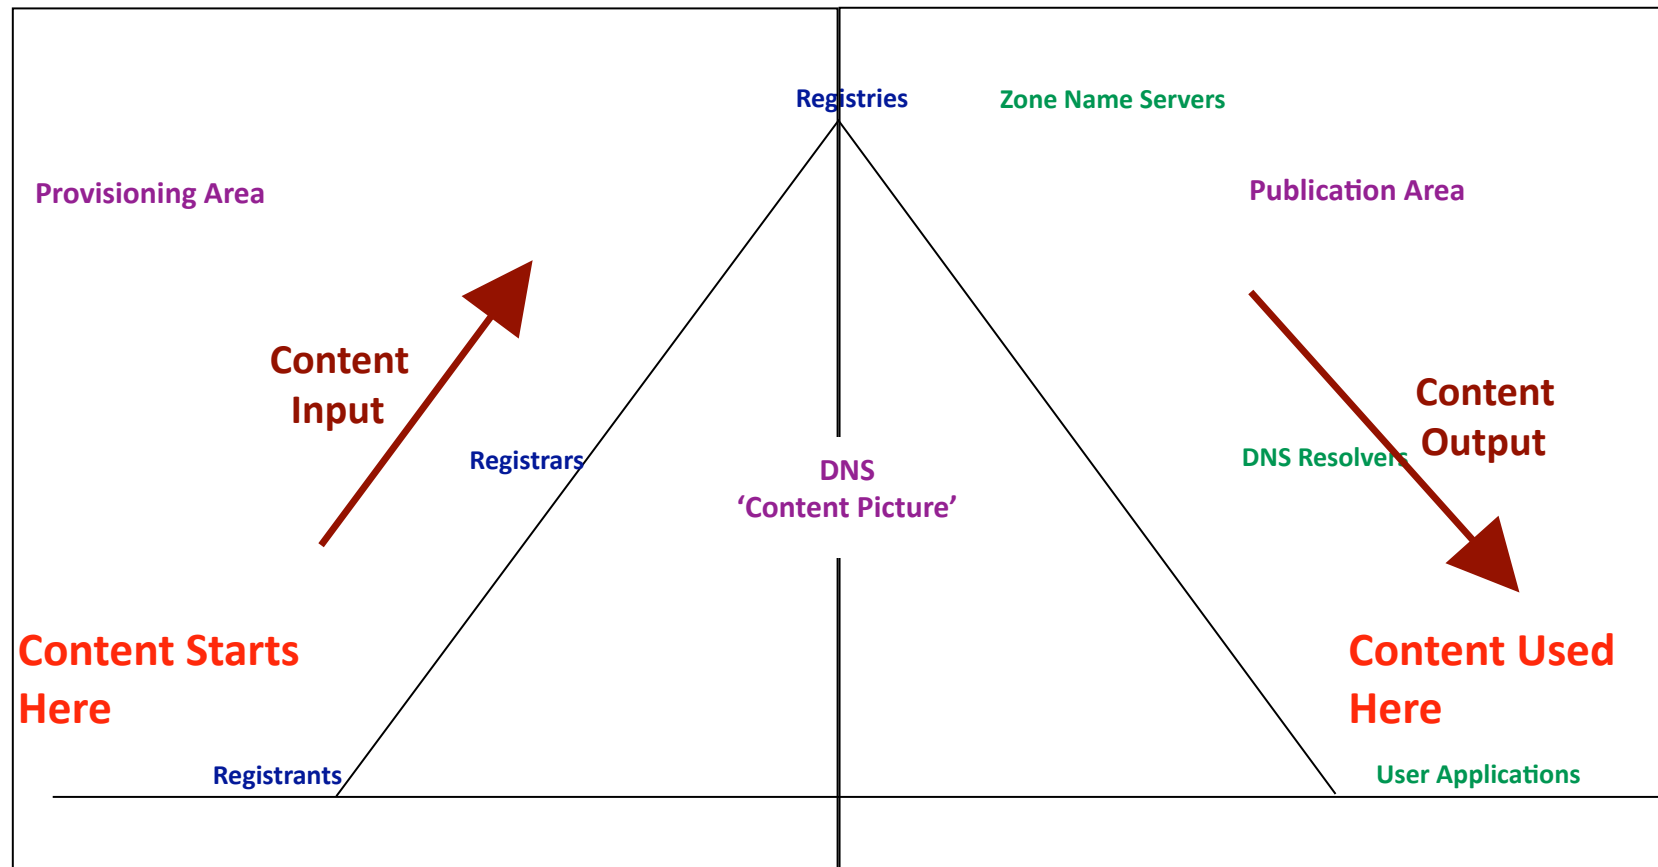 Registries
Zone Name Servers
Provisioning Area
Publication Area
Content
Input
Content
Output
Registrars
DNS
‘Content Picture’
DNS Resolvers
Content Starts
Here
Content Used
Here
Registrants
User Applications